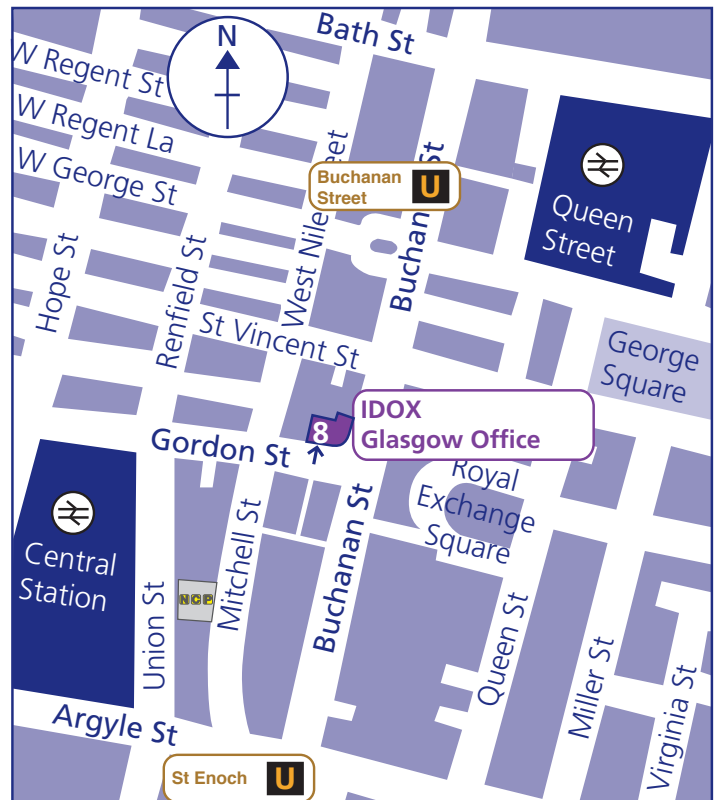 Bath St
N
W Regent St
W Regent La
W George St
West Nile Street
Buchanan
Street
U
Buchanan St
Queen
Street
Hope St
Renfield St
St Vincent St
George
Square
IDOX
Glasgow Office
8
Gordon St
Royal
Exchange
Square
Central
Station
Union St
NCP
Mitchell St
Buchanan St
Queen St
Miller St
Virginia St
Argyle St
St Enoch
U